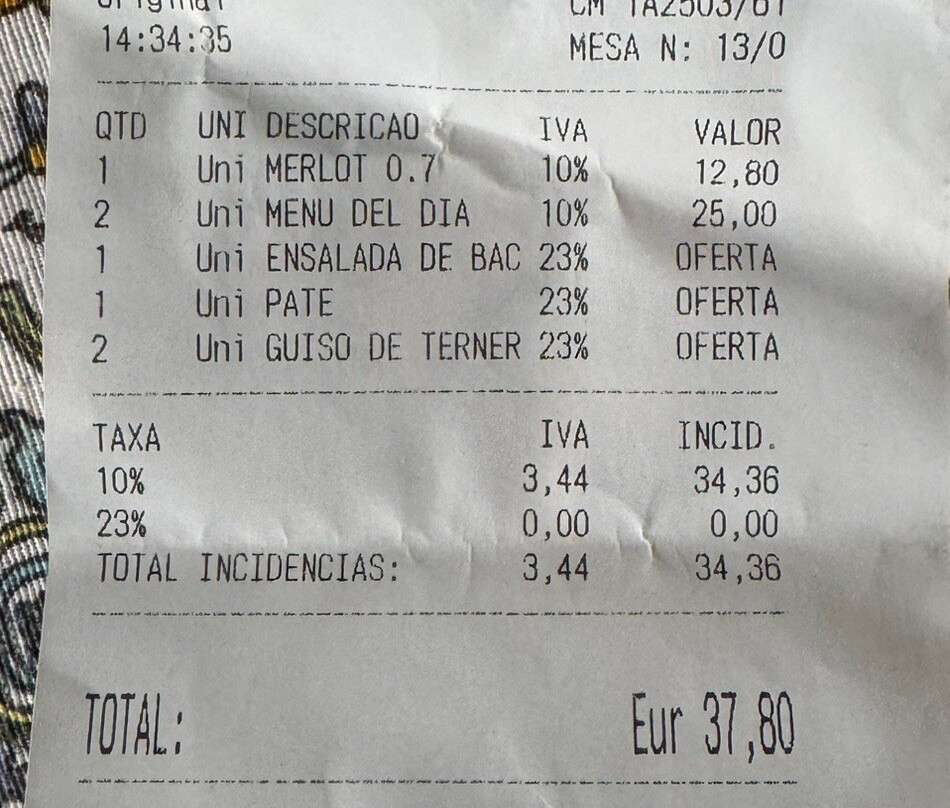 Original
14:34:35
MESA N: 13/0
QTD UNI DESCRICAO IVA VALOR
1 Uni MERLOT 0.7 10% 12,80
2 Uni MENU DEL DIA 10% 25,00
1 Uni ENSALADA DE BAC 23% OFERTA
1 Uni PATE 23% OFERTA
2 Uni GUISO DE TERNER 23% OFERTA
TAXA IVA INCID.
10% 3,44 34,36
23% 0,00 0,00
TOTAL INCIDENCIAS: 3,44 34,36
TOTAL: Eur 37,80